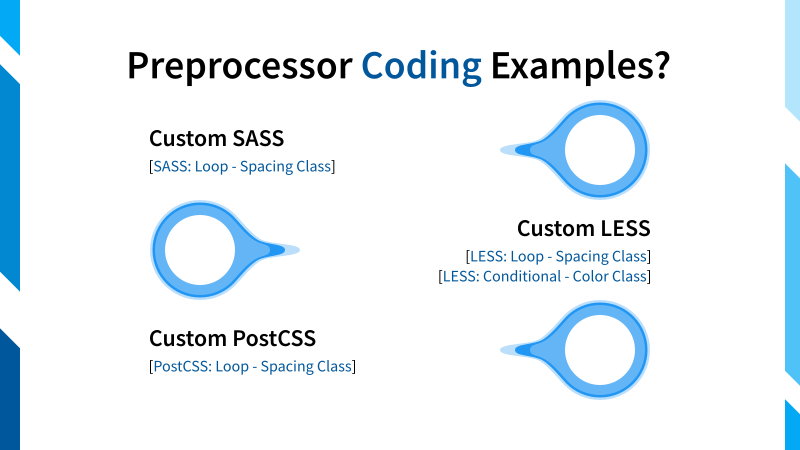 Preprocessor Coding Examples?
Custom SASS
[SASS: Loop - Spacing Class]
Custom LESS
[LESS: Loop - Spacing Class]
[LESS: Conditional - Color Class]
Custom PostCSS
[PostCSS: Loop - Spacing Class]